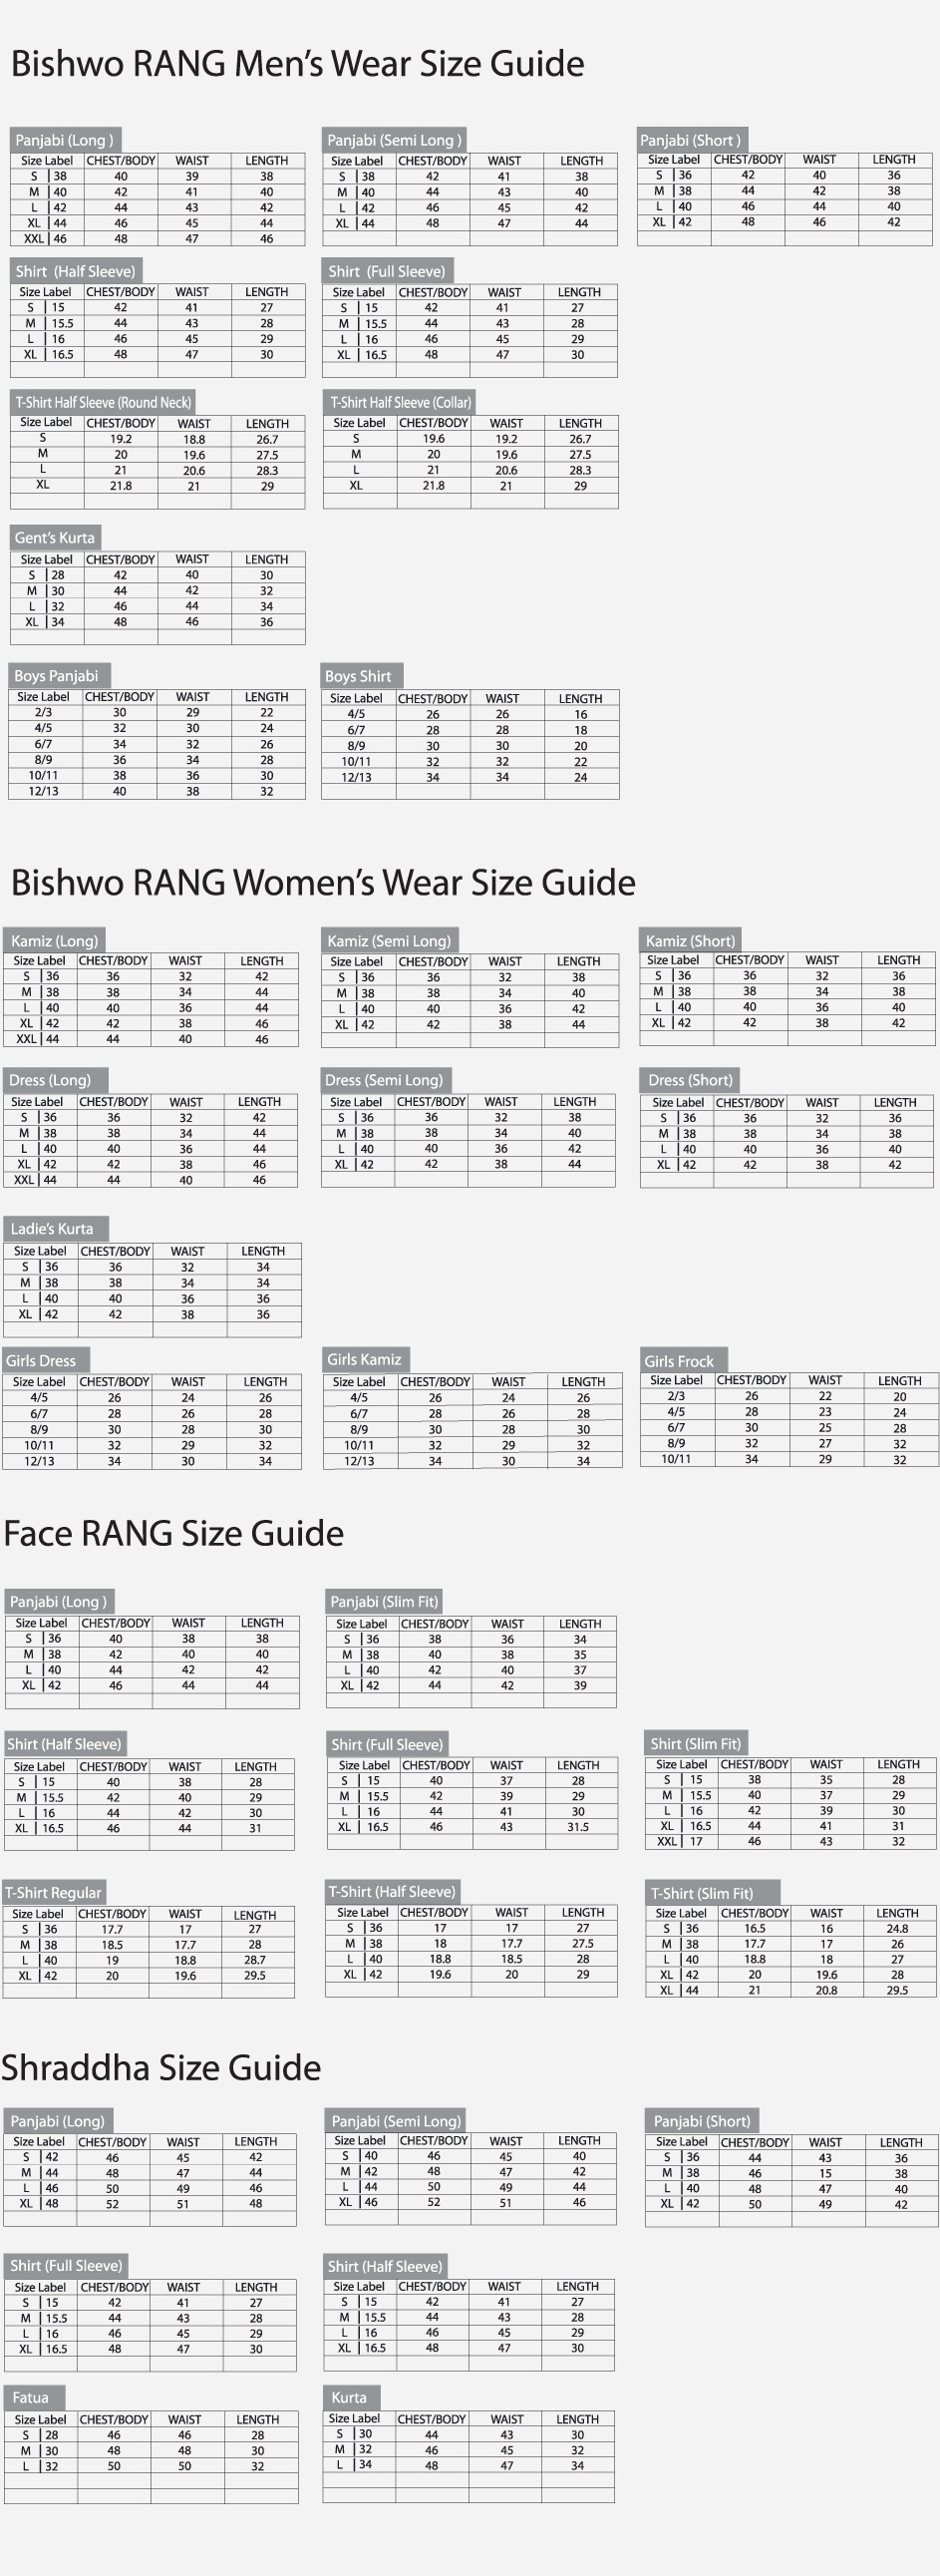 Bishwo RANG Men's Wear Size Guide
Panjabi (Long )
Size Label CHEST/BODY WAIST LENGTH
S | 38 40 39 38
M | 40 42 41 40
L | 42 44 43 42
XL | 44 46 45 44
XXL | 46 48 47 46
Panjabi (Semi Long )
Size Label CHEST/BODY WAIST LENGTH
S | 38 42 41 38
M | 40 44 43 40
L | 42 46 45 42
XL | 44 48 47 44
Panjabi (Short )
Size Label CHEST/BODY WAIST LENGTH
S | 36 42 40 36
M | 38 44 42 38
L | 40 46 44 40
XL | 42 48 46 42
Shirt (Half Sleeve)
Size Label CHEST/BODY WAIST LENGTH
S | 15 42 41 27
M | 15.5 44 43 28
L | 16 46 45 29
XL | 16.5 48 47 30
Shirt (Full Sleeve)
Size Label CHEST/BODY WAIST LENGTH
S | 15 42 41 27
M | 15.5 44 43 28
L | 16 46 45 29
XL | 16.5 48 47 30
T-Shirt Half Sleeve (Round Neck)
Size Label CHEST/BODY WAIST LENGTH
S 19.2 18.8 26.7
M 20 19.6 27.5
L 21 20.6 28.3
XL 21.8 21 29
T-Shirt Half Sleeve (Collar)
Size Label CHEST/BODY WAIST LENGTH
S 19.6 19.2 26.7
M 20 19.6 27.5
L 21 20.6 28.3
XL 21.8 21 29
Gent's Kurta
Size Label CHEST/BODY WAIST LENGTH
S | 28 42 40 30
M | 30 44 42 32
L | 32 46 44 34
XL | 34 48 46 36
Boys Panjabi
Size Label CHEST/BODY WAIST LENGTH
2/3 30 29 22
4/5 32 30 24
6/7 34 32 26
8/9 36 34 28
10/11 38 36 30
12/13 40 38 32
Boys Shirt
Size Label CHEST/BODY WAIST LENGTH
4/5 26 26 16
6/7 28 28 18
8/9 30 30 20
10/11 32 32 22
12/13 34 34 24
Bishwo RANG Women's Wear Size Guide
Kamiz (Long)
Size Label CHEST/BODY WAIST LENGTH
S | 36 36 32 42
M | 38 38 34 44
L | 40 40 36 44
XL | 42 42 38 46
XXL | 44 44 40 46
Kamiz (Semi Long)
Size Label CHEST/BODY WAIST LENGTH
S | 36 36 32 38
M | 38 38 34 40
L | 40 40 36 42
XL | 42 42 38 44
Kamiz (Short)
Size Label CHEST/BODY WAIST LENGTH
S | 36 36 32 36
M | 38 38 34 38
L | 40 40 36 40
XL | 42 42 38 42
Dress (Long)
Size Label CHEST/BODY WAIST LENGTH
S | 36 36 32 42
M | 38 38 34 44
L | 40 40 36 44
XL | 42 42 38 46
XXL | 44 44 40 46
Dress (Semi Long)
Size Label CHEST/BODY WAIST LENGTH
S | 36 36 32 38
M | 38 38 34 40
L | 40 40 36 42
XL | 42 42 38 44
Dress (Short)
Size Label CHEST/BODY WAIST LENGTH
S | 36 36 32 36
M | 38 38 34 38
L | 40 40 36 40
XL | 42 42 38 42
Ladie's Kurta
Size Label CHEST/BODY WAIST LENGTH
S | 36 36 32 34
M | 38 38 34 34
L | 40 40 36 36
XL | 42 42 38 36
Girls Dress
Size Label CHEST/BODY WAIST LENGTH
4/5 26 24 26
6/7 28 26 28
8/9 30 28 30
10/11 32 29 32
12/13 34 30 34
Girls Kamiz
Size Label CHEST/BODY WAIST LENGTH
4/5 26 24 26
6/7 28 26 28
8/9 30 28 30
10/11 32 29 32
12/13 34 30 34
Girls Frock
Size Label CHEST/BODY WAIST LENGTH
2/3 26 22 20
4/5 28 23 24
6/7 30 25 28
8/9 32 27 32
10/11 34 29 32
Face RANG Size Guide
Panjabi (Long )
Size Label CHEST/BODY WAIST LENGTH
S | 36 40 38 38
M | 38 42 40 40
L | 40 44 42 42
XL | 42 46 44 44
Panjabi (Slim Fit)
Size Label CHEST/BODY WAIST LENGTH
S | 36 38 36 34
M | 38 40 38 35
L | 40 42 40 37
XL | 42 44 42 39
Shirt (Half Sleeve)
Size Label CHEST/BODY WAIST LENGTH
S | 15 40 38 28
M | 15.5 42 40 29
L | 16 44 42 30
XL | 16.5 46 44 31
Shirt (Full Sleeve)
Size Label CHEST/BODY WAIST LENGTH
S | 15 40 37 28
M | 15.5 42 39 29
L | 16 44 41 30
XL | 16.5 46 43 31.5
Shirt (Slim Fit)
Size Label CHEST/BODY WAIST LENGTH
S | 15 38 35 28
M | 15.5 40 37 29
L | 16 42 39 30
XL | 16.5 44 41 31
XXL | 17 46 43 32
T-Shirt Regular
Size Label CHEST/BODY WAIST LENGTH
S | 36 17.7 17 27
M | 38 18.5 17.7 28
L | 40 19 18.8 28.7
XL | 42 20 19.6 29.5
T-Shirt (Half Sleeve)
Size Label CHEST/BODY WAIST LENGTH
S | 36 17 17 27
M | 38 18 17.7 27.5
L | 40 18.8 18.5 28
XL | 42 19.6 20 29
T-Shirt (Slim Fit)
Size Label CHEST/BODY WAIST LENGTH
S | 36 16.5 16 24.8
M | 38 17.7 17 26
L | 40 18.8 18 27
XL | 42 20 19.6 28
XL | 44 21 20.8 29.5
Shraddha Size Guide
Panjabi (Long)
Size Label CHEST/BODY WAIST LENGTH
S | 42 46 45 42
M | 44 48 47 44
L | 46 50 49 46
XL | 48 52 51 48
Panjabi (Semi Long)
Size Label CHEST/BODY WAIST LENGTH
S | 40 46 45 40
M | 42 48 47 42
L | 44 50 49 44
XL | 46 52 51 46
Panjabi (Short)
Size Label CHEST/BODY WAIST LENGTH
S | 36 44 43 36
M | 38 46 15 38
L | 40 48 47 40
XL | 42 50 49 42
Shirt (Full Sleeve)
Size Label CHEST/BODY WAIST LENGTH
S | 15 42 41 27
M | 15.5 44 43 28
L | 16 46 45 29
XL | 16.5 48 47 30
Shirt (Half Sleeve)
Size Label CHEST/BODY WAIST LENGTH
S | 15 42 41 27
M | 15.5 44 43 28
L | 16 46 45 29
XL | 16.5 48 47 30
Fatua
Size Label CHEST/BODY WAIST LENGTH
S | 28 46 46 28
M | 30 48 48 30
L | 32 50 50 32
Kurta
Size Label CHEST/BODY WAIST LENGTH
S | 30 44 43 30
M | 32 46 45 32
L | 34 48 47 34